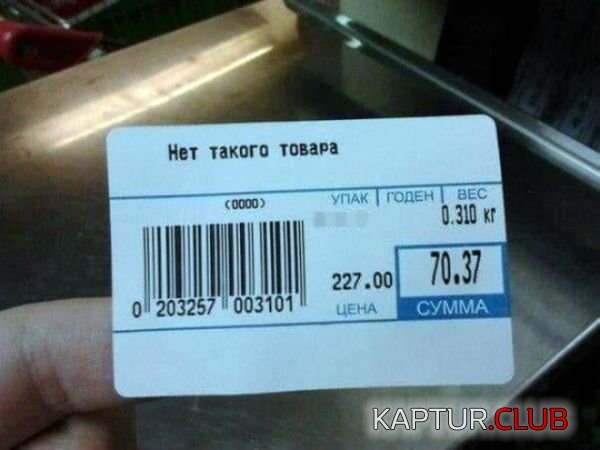 Нет такого товара
(0000)
УПАК ГОДЕН ВЕС
0.310 кг
227.00
70.37
ЦЕНА
СУММА
0 203257 003101
KAPTUR.CLUB